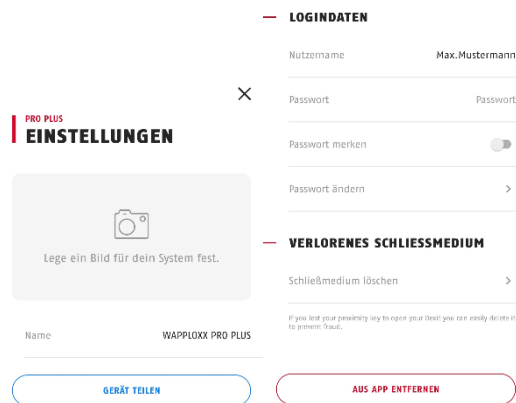 PRO PLUS
EINSTELLUNGEN
Lege ein Bild für dein System fest.
Name WAPPLOXX PRO PLUS
GERÄT TEILEN
LOGINDATEN
Nutzername Max.Mustermann
Passwort Passwort
Passwort merken
Passwort ändern
VERLORENES SCHLIESSMEDIUM
Schließmedium löschen
If you lost your proximity key to open your Oexit you can easily delete it
to prevent fraud.
AUS APP ENTFERNEN